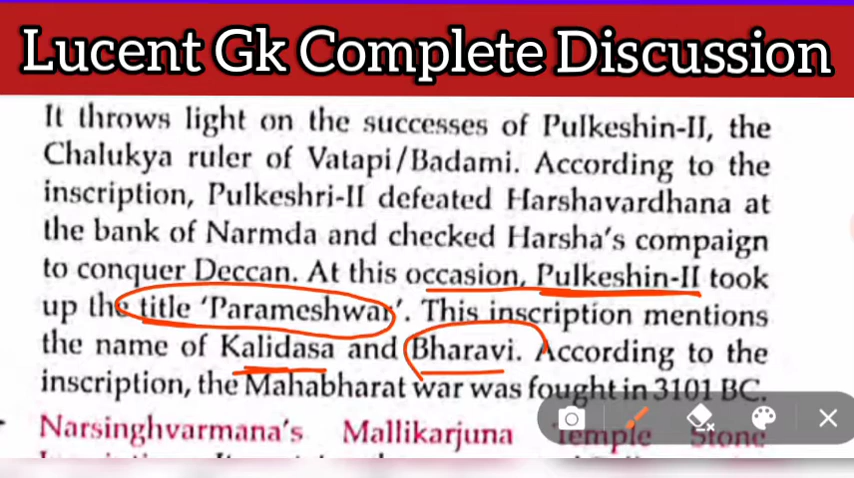 Lucent Gk Complete Discussion
It throws light on the successes of Pulkeshin-II, the
Chalukya ruler of Vatapi/Badami. According to the
inscription, Pulkeshri-II defeated Harshavardhana at
the bank of Narmda and checked Harsha's compaign
to conquer Deccan. At this occasion, Pulkeshin-II took
up the title 'Parameshwar'. This inscription mentions
the name of Kalidasa and Bharavi. According to the
inscription, the Mahabharat war was fought in 3101 BC.
Narsinghvarmana's Mallikarjuna Temple Stone